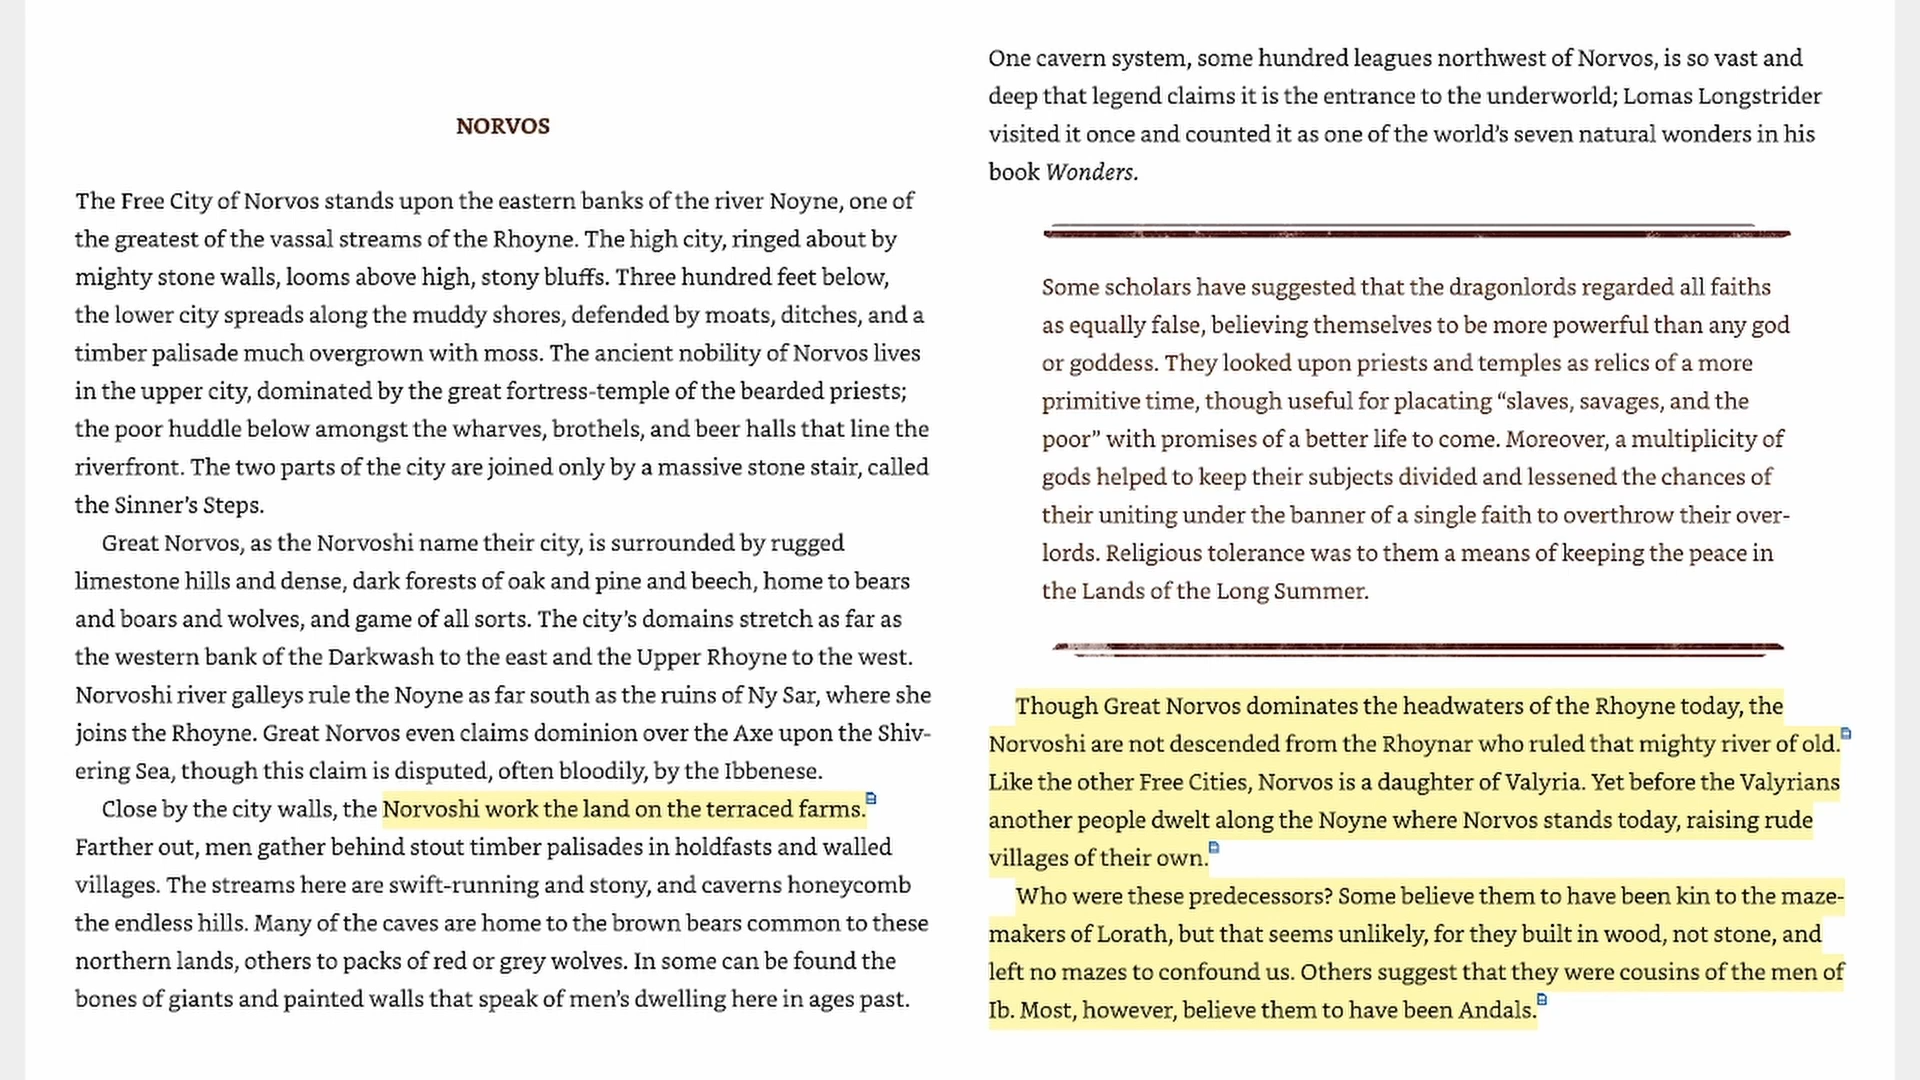 NORVOS
The Free City of Norvos stands upon the eastern banks of the river Noyne, one of
the greatest of the vassal streams of the Rhoyne. The high city, ringed about by
mighty stone walls, looms above high, stony bluffs. Three hundred feet below,
the lower city spreads along the muddy shores, defended by moats, ditches, and a
timber palisade much overgrown with moss. The ancient nobility of Norvos lives
in the upper city, dominated by the great fortress-temple of the bearded priests;
the poor huddle below amongst the wharves, brothels, and beer halls that line the
riverfront. The two parts of the city are joined only by a massive stone stair, called
the Sinner’s Steps.
Great Norvos, as the Norvoshi name their city, is surrounded by rugged
limestone hills and dense, dark forests of oak and pine and beech, home to bears
and boars and wolves, and game of all sorts. The city’s domains stretch as far as
the western bank of the Darkwash to the east and the Upper Rhoyne to the west.
Norvoshi river galleys rule the Noyne as far south as the ruins of Ny Sar, where she
joins the Rhoyne. Great Norvos even claims dominion over the Axe upon the Shiv-
ering Sea, though this claim is disputed, often bloodily, by the Ibbenese.
Close by the city walls, the Norvoshi work the land on the terraced farms.
Farther out, men gather behind stout timber palisades in holdfasts and walled
villages. The streams here are swift-running and stony, and caverns honeycomb
the endless hills. Many of the caves are home to the brown bears common to these
northern lands, others to packs of red or grey wolves. In some can be found the
bones of giants and painted walls that speak of men’s dwelling here in ages past.
One cavern system, some hundred leagues northwest of Norvos, is so vast and
deep that legend claims it is the entrance to the underworld; Lomas Longstrider
visited it once and counted it as one of the world’s seven natural wonders in his
book Wonders.
Some scholars have suggested that the dragonlords regarded all faiths
as equally false, believing themselves to be more powerful than any god
or goddess. They looked upon priests and temples as relics of a more
primitive time, though useful for placating “slaves, savages, and the
poor” with promises of a better life to come. Moreover, a multiplicity of
gods helped to keep their subjects divided and lessened the chances of
their uniting under the banner of a single faith to overthrow their over-
lords. Religious tolerance was to them a means of keeping the peace in
the Lands of the Long Summer.
Though Great Norvos dominates the headwaters of the Rhoyne today, the
Norvoshi are not descended from the Rhoynar who ruled that mighty river of old.
Like the other Free Cities, Norvos is a daughter of Valyria. Yet before the Valyrians
another people dwelt along the Noyne where Norvos stands today, raising rude
villages of their own.
Who were these predecessors? Some believe them to have been kin to the maze-
makers of Lorath, but that seems unlikely, for they built in wood, not stone, and
left no mazes to confound us. Others suggest that they were cousins of the men of
Ib. Most, however, believe them to have been Andals.